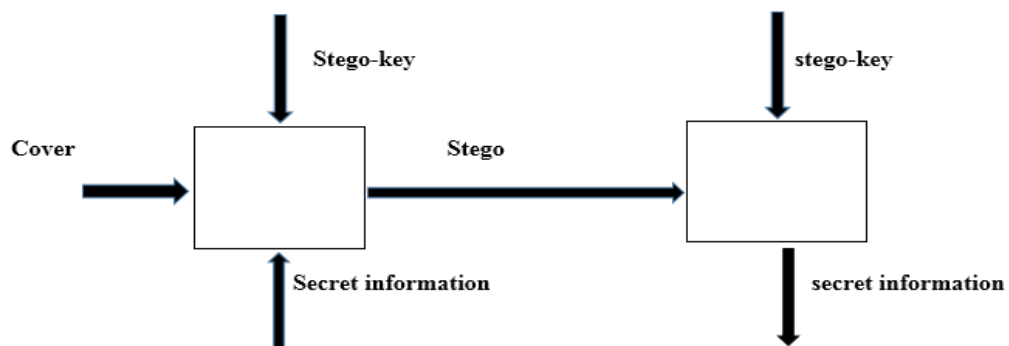 Stego-key
stego-key
Cover
Stego
Secret information
secret information